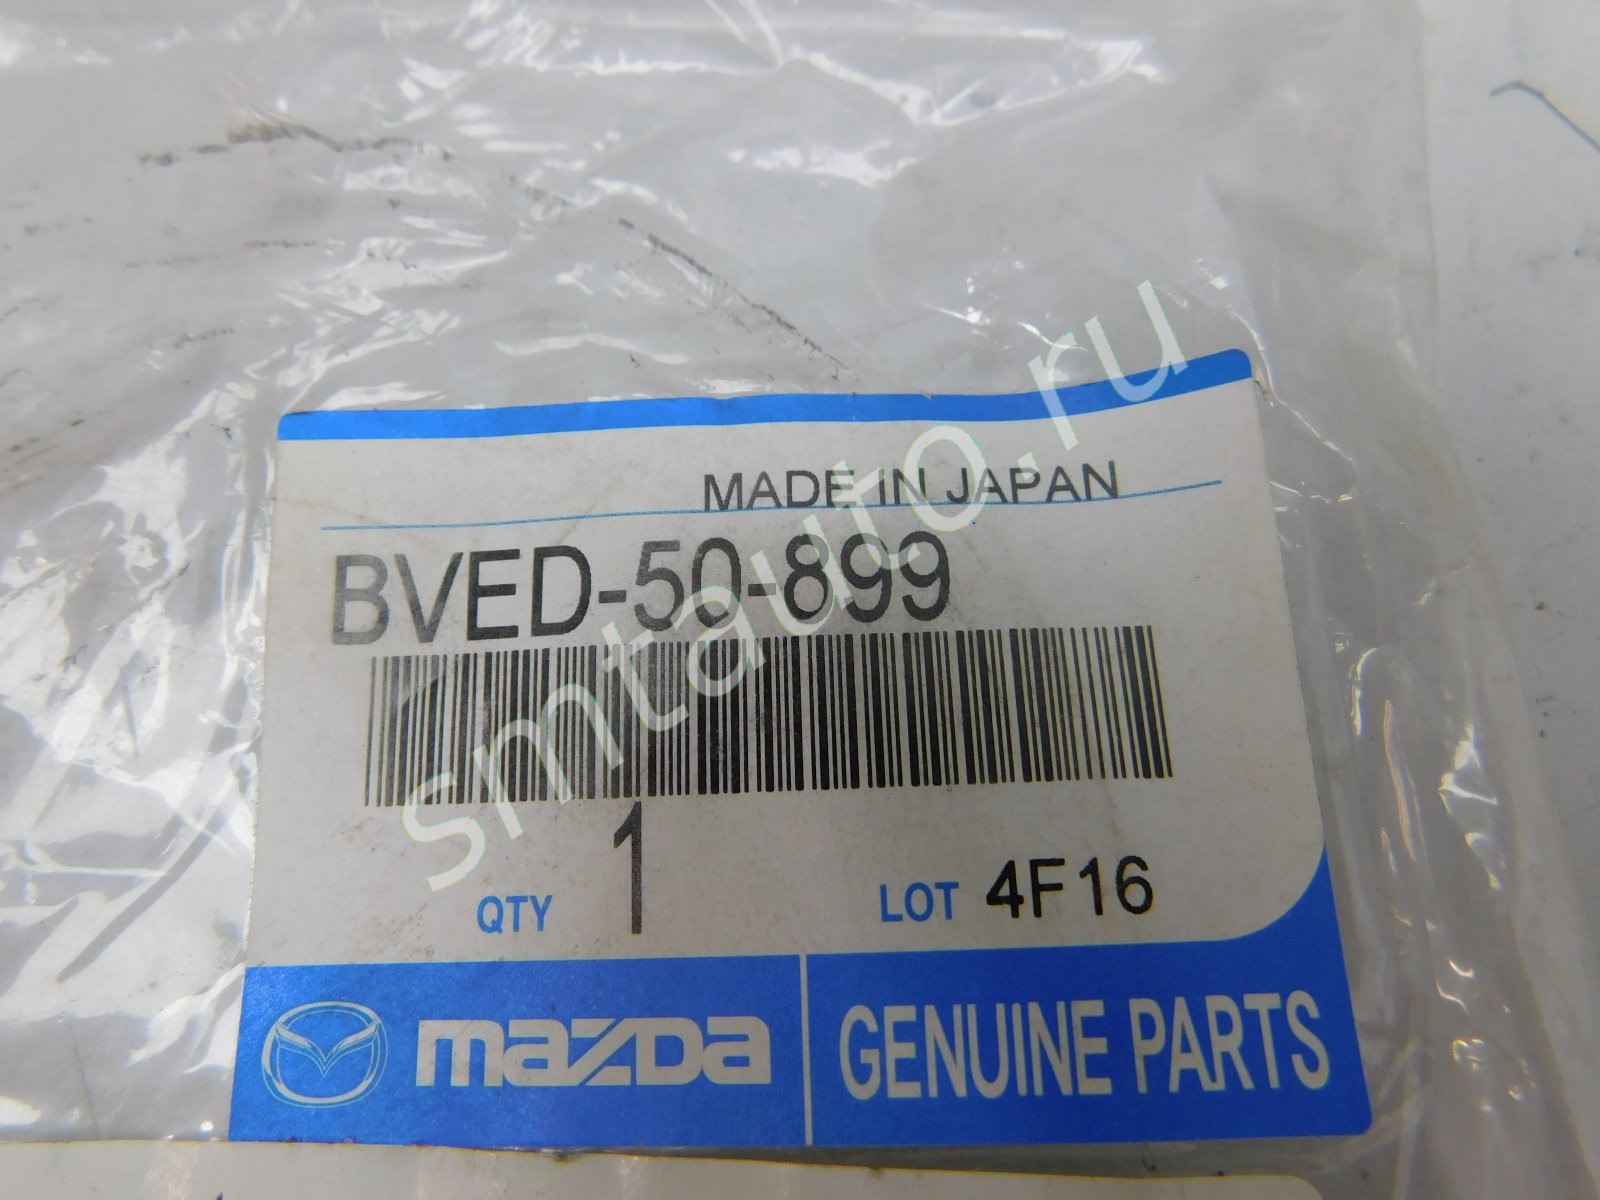 MADE IN JAPAN
BVED-50-899
QTY 1 LOT 4F16
mazda GENUINE PARTS
smtauto.ru